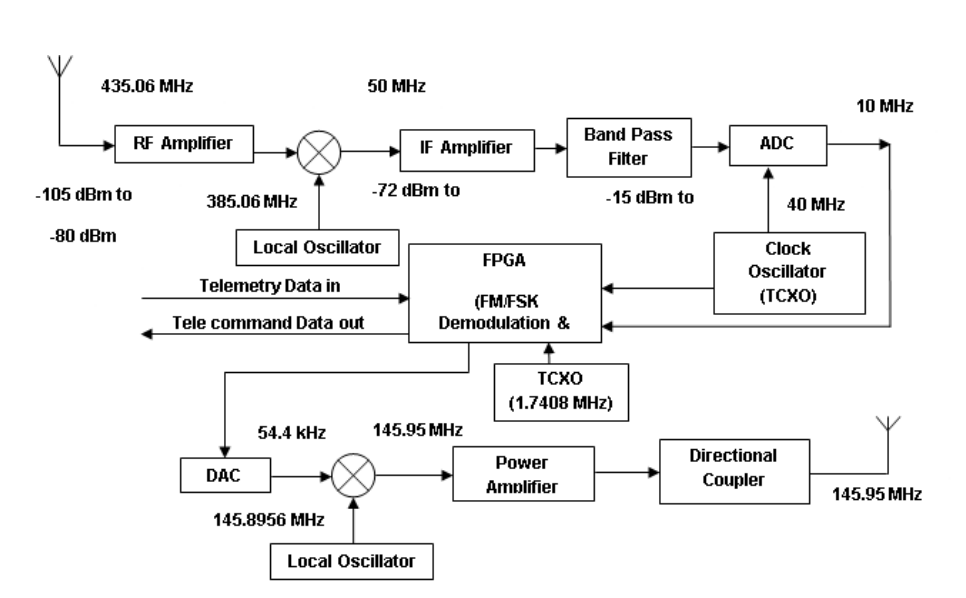 435.06 MHz
50 MHz
10 MHz
RF Amplifier
IF Amplifier
Band Pass
Filter
ADC
-105 dBm to
-80 dBm
385.06 MHz
-72 dBm to
-15 dBm to
40 MHz
Local Oscillator
FPGA
(FM/FSK
Demodulation &
Clock
Oscillator
(TCXO)
Telemetry Data in
Tele command Data out
TCXO
(1.7408 MHz)
54.4 kHz
145.95 MHz
DAC
Power
Amplifier
Directional
Coupler
145.95 MHz
145.8956 MHz
Local Oscillator